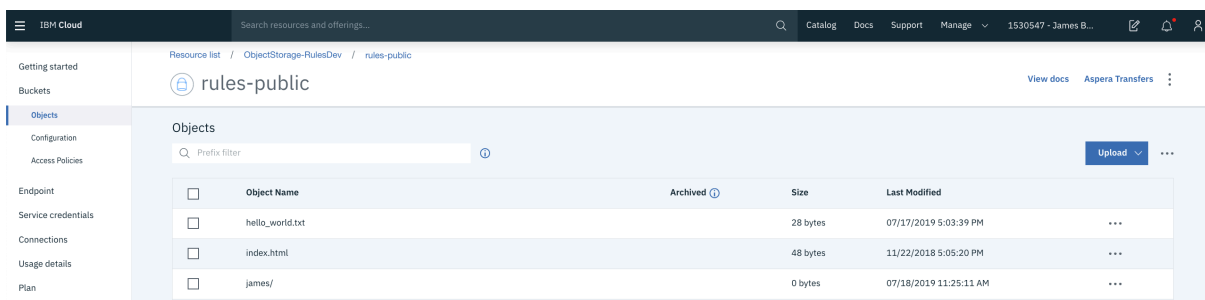 IBM Cloud
Search resources and offerings...
Catalog
Docs
Support
Manage
1530547 - James B...
Getting started
Buckets
Objects
Configuration
Access Policies
Endpoint
Service credentials
Connections
Usage details
Plan
Resource list / ObjectStorage-RulesDev / rules-public
rules-public
View docs
Aspera Transfers
Objects
Prefix filter
Upload
Object Name Archived Size Last Modified
hello_world.txt 28 bytes 07/17/2019 5:03:39 PM
index.html 48 bytes 11/22/2018 5:05:20 PM
james/ 0 bytes 07/18/2019 11:25:11 AM